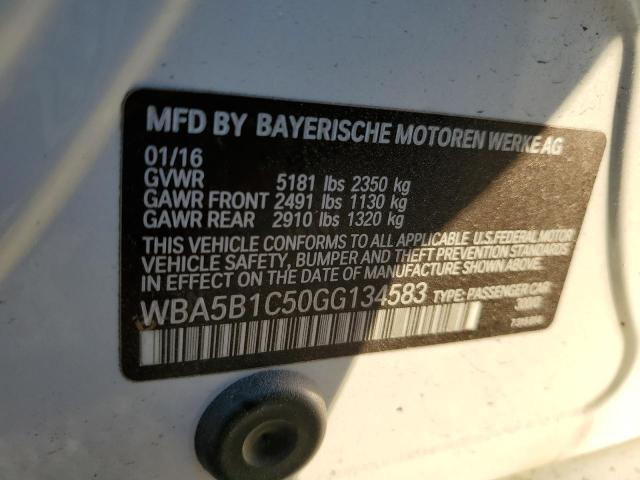 MFD BY BAYERISCHE MOTOREN WERKE AG
01/16
GVWR 5181 lbs 2350 kg
GAWR FRONT 2491 lbs 1130 kg
GAWR REAR 2910 lbs 1320 kg
THIS VEHICLE CONFORMS TO ALL APPLICABLE U.S.FEDERAL MOTOR
VEHICLE SAFETY, BUMPER AND THEFT PREVENTION STANDARDS
IN EFFECT ON THE DATE OF MANUFACTURE SHOWN ABOVE.
WBA5B1C50GG134583 TYPE: PASSENGER CAR